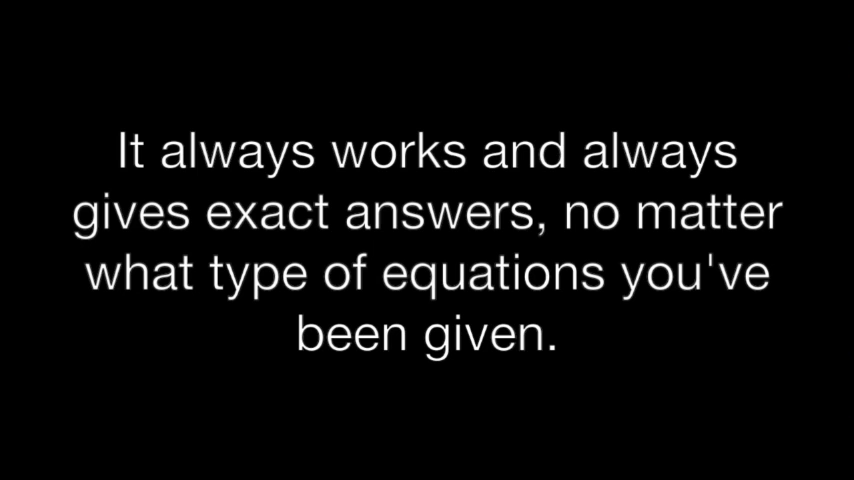 It always works and always
gives exact answers, no matter
what type of equations you've
been given.